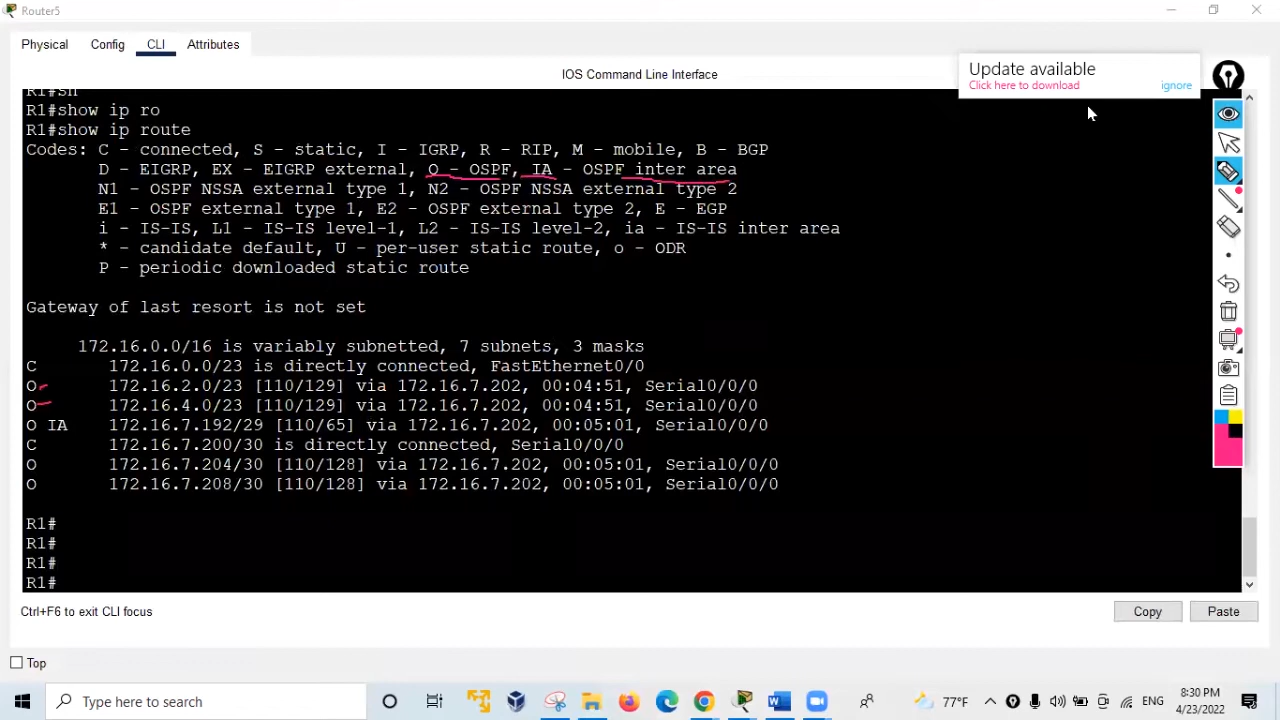 Router5
Physical Config CLI Attributes
Update available
Click here to download ignore
IOS Command Line Interface
R1#sh
R1#show ip ro
R1#show ip route
Codes: C - connected, S - static, I - IGRP, R - RIP, M - mobile, B - BGP
D - EIGRP, EX - EIGRP external, O - OSPF, IA - OSPF inter area
N1 - OSPF NSSA external type 1, N2 - OSPF NSSA external type 2
E1 - OSPF external type 1, E2 - OSPF external type 2, E - EGP
i - IS-IS, L1 - IS-IS level-1, L2 - IS-IS level-2, ia - IS-IS inter area
* - candidate default, U - per-user static route, o - ODR
P - periodic downloaded static route
Gateway of last resort is not set
172.16.0.0/16 is variably subnetted, 7 subnets, 3 masks
C 172.16.0.0/23 is directly connected, FastEthernet0/0
O 172.16.2.0/23 [110/129] via 172.16.7.202, 00:04:51, Serial0/0/0
O 172.16.4.0/23 [110/129] via 172.16.7.202, 00:04:51, Serial0/0/0
O IA 172.16.7.192/29 [110/65] via 172.16.7.202, 00:05:01, Serial0/0/0
C 172.16.7.200/30 is directly connected, Serial0/0/0
O 172.16.7.204/30 [110/128] via 172.16.7.202, 00:05:01, Serial0/0/0
O 172.16.7.208/30 [110/128] via 172.16.7.202, 00:05:01, Serial0/0/0
R1#
R1#
R1#
R1#
Ctrl+F6 to exit CLI focus
Copy Paste
Top
Type here to search
77°F
ENG
8:30 PM
4/23/2022